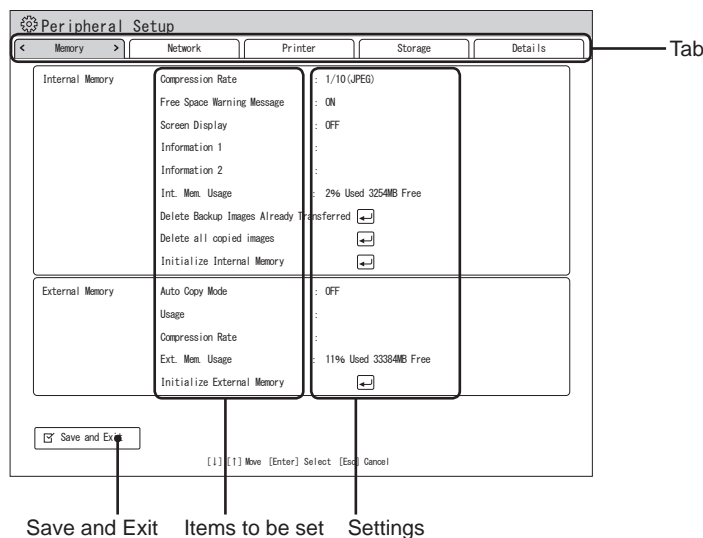 Peripheral Setup
< Memory > Network Printer Storage Details
Tab
Internal Memory Compression Rate : 1/10(JPEG)
Free Space Warning Message : ON
Screen Display : OFF
Information 1 :
Information 2 :
Int. Mem. Usage : 2% Used 3254MB Free
Delete Backup Images Already Transferred
Delete all copied images
Initialize Internal Memory
External Memory Auto Copy Mode : OFF
Usage :
Compression Rate :
Ext. Mem. Usage : 11% Used 33384MB Free
Initialize External Memory
Save and Exit
[↓] [↑] Move [Enter] Select [Esc] Cancel
Save and Exit Items to be set Settings